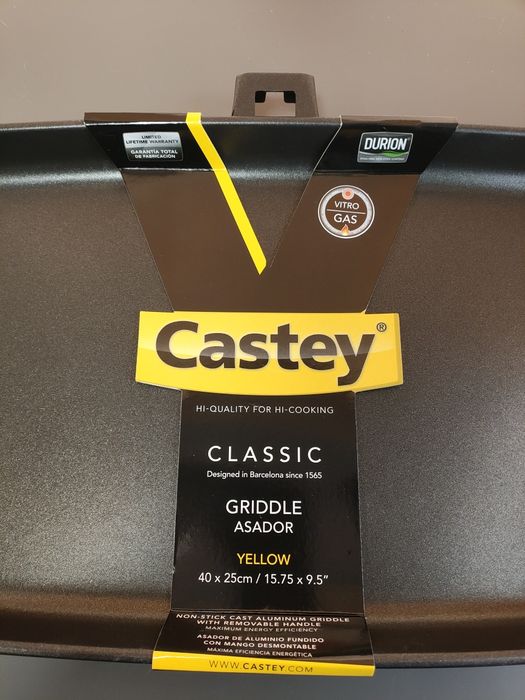 LIMITED
LIFETIME WARRANTY
GARANTÍA TOTAL
DE FABRICACIÓN
DURION
VITRO
GAS
Castey®
HI-QUALITY FOR HI-COOKING
CLASSIC
Designed in Barcelona since 1565
GRIDDLE
ASADOR
YELLOW
40 x 25cm / 15.75 x 9.5”
NON-STICK CAST ALUMINUM GRIDDLE
WITH REMOVABLE HANDLE
MAXIMUM ENERGY EFFICIENCY
ASADOR DE ALUMINIO FUNDIDO
CON MANGO DESMONTABLE
MÁXIMA EFICIENCIA ENERGÉTICA
WWW.CASTEY.COM